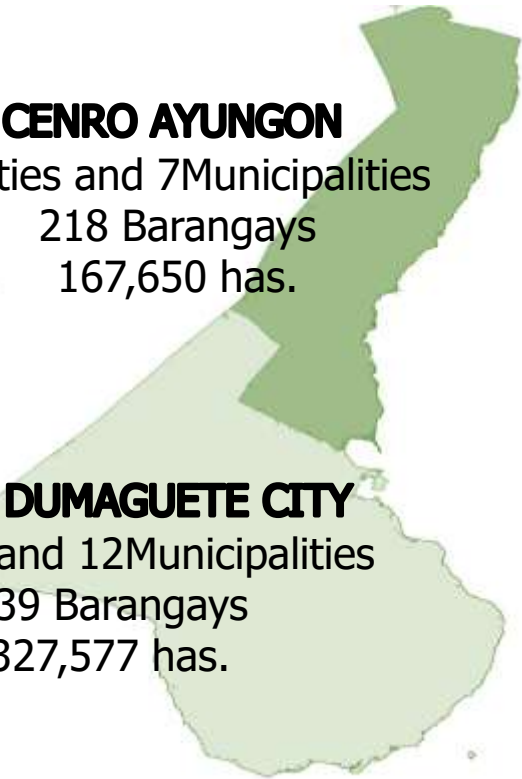 CENRO AYUNGON
ties and 7Municipalities
218 Barangays
167,650 has.
DUMAGUETE CITY
and 12Municipalities
39 Barangays
327,577 has.